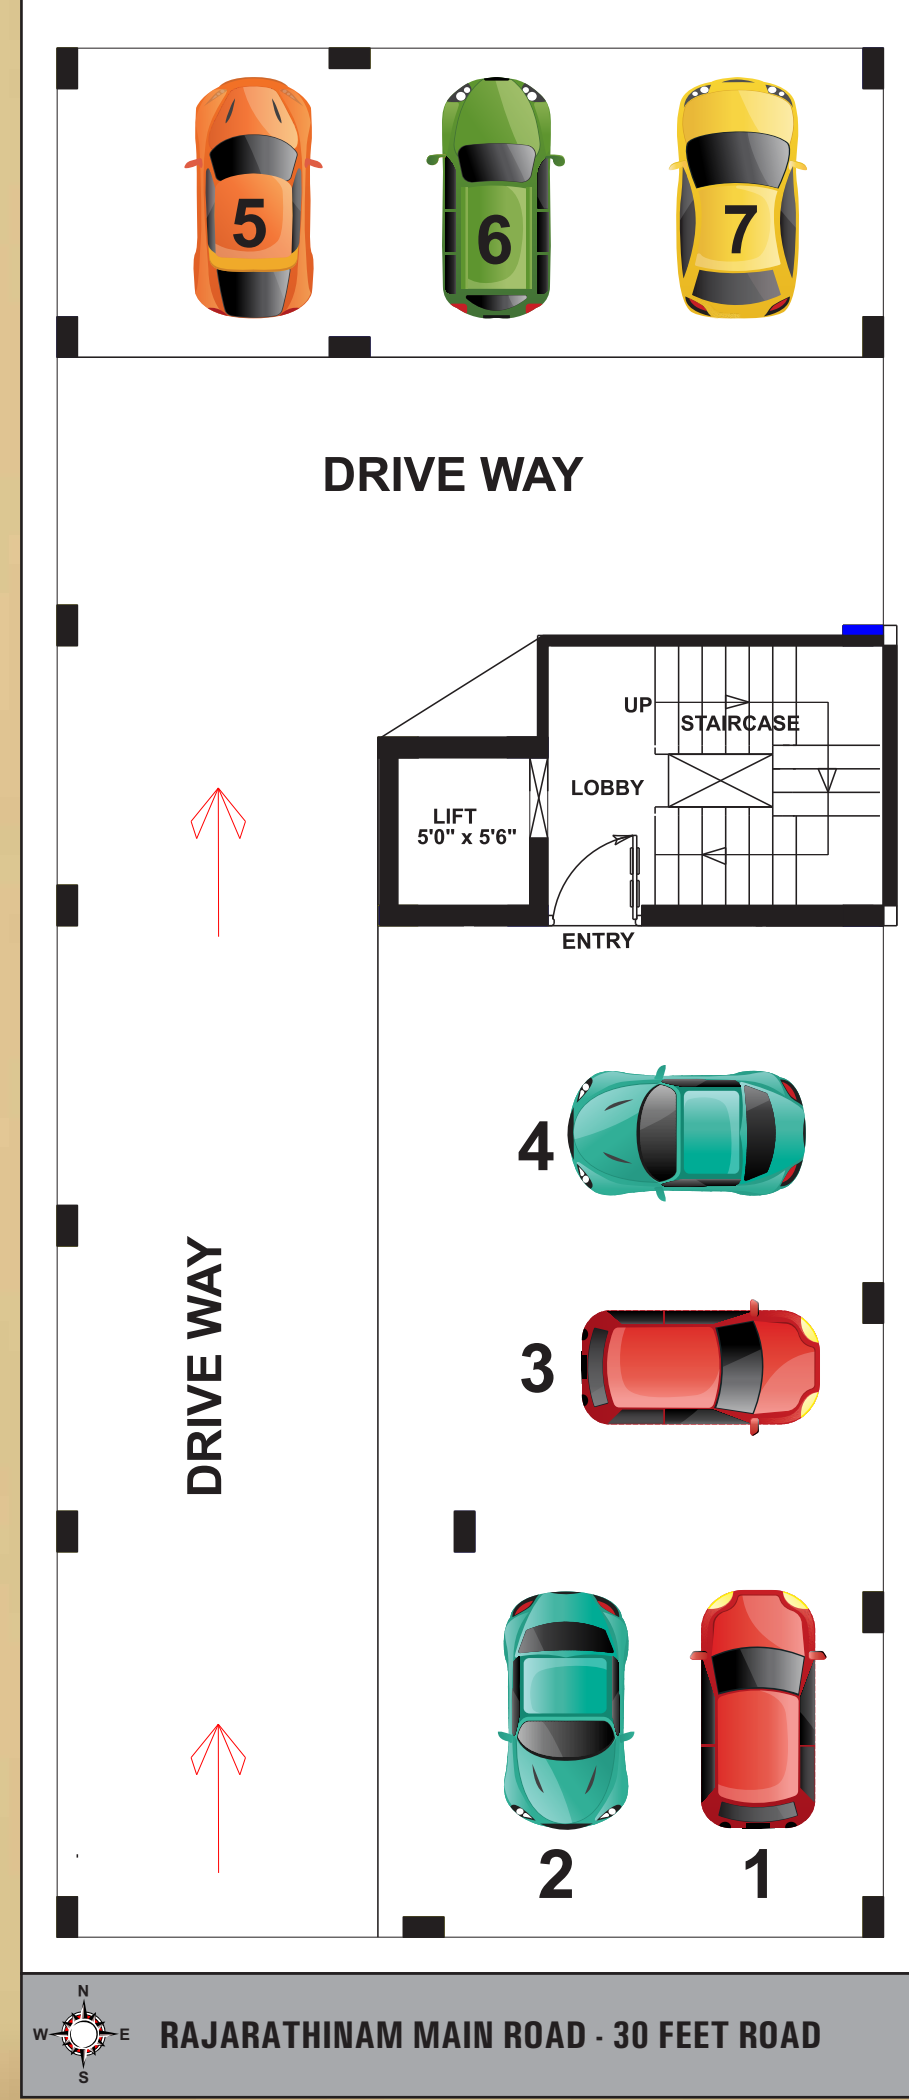 5
6
7
DRIVE WAY
UP
STAIRCASE
LOBBY
LIFT
5'0" x 5'6"
ENTRY
4
DRIVE WAY
3
2
1
N
W
E
S
RAJARATHINAM MAIN ROAD - 30 FEET ROAD